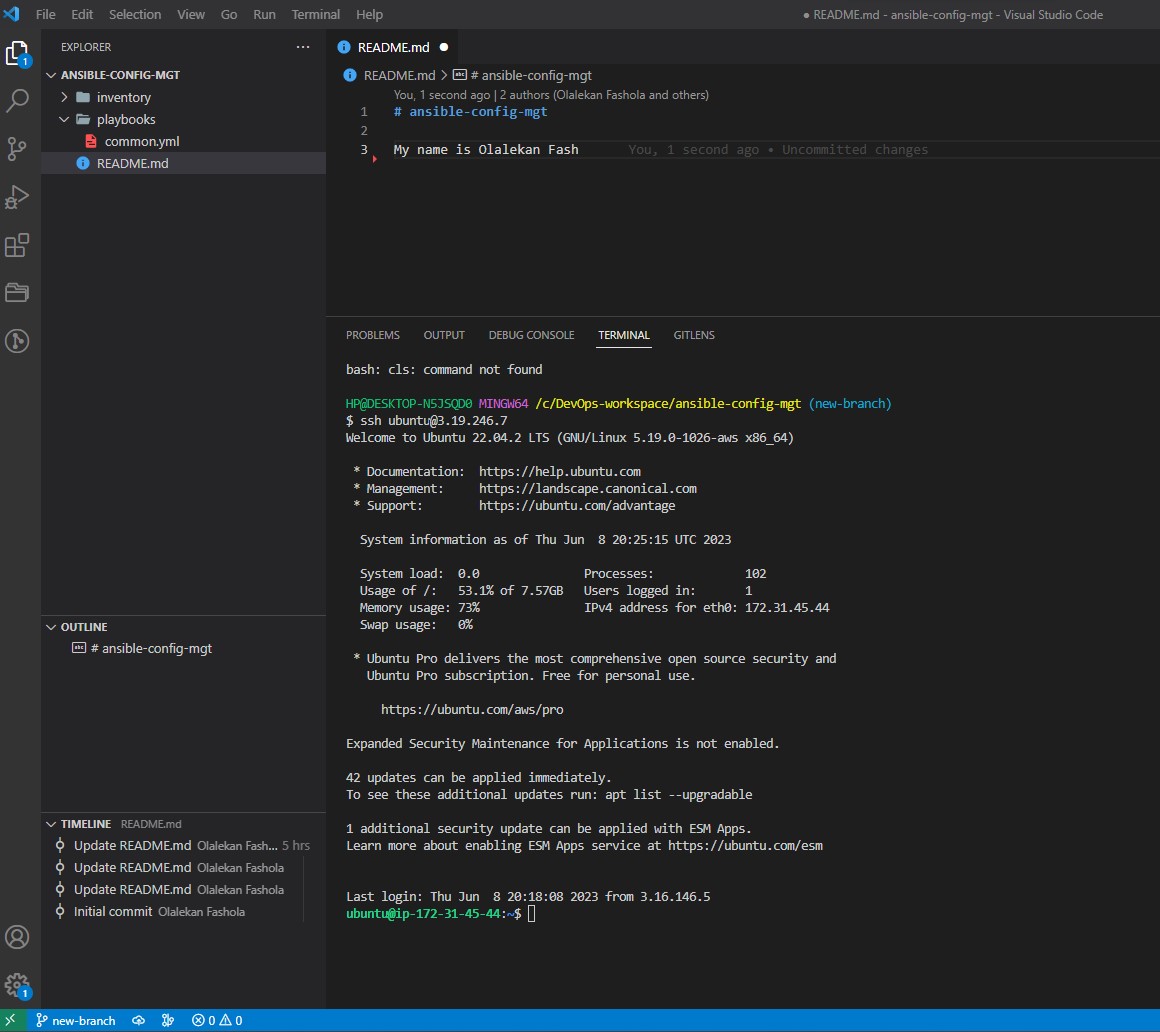 File Edit Selection View Go Run Terminal Help
● README.md - ansible-config-mgt - Visual Studio Code
EXPLORER
ANSIBLE-CONFIG-MGT
inventory
playbooks
common.yml
README.md
OUTLINE
# ansible-config-mgt
TIMELINE README.md
Update README.md Olalekan Fash... 5 hrs
Update README.md Olalekan Fashola
Update README.md Olalekan Fashola
Initial commit Olalekan Fashola
1
1
README.md ●
README.md > # ansible-config-mgt
You, 1 second ago | 2 authors (Olalekan Fashola and others)
1 # ansible-config-mgt
2
3 My name is Olalekan Fash You, 1 second ago • Uncommitted changes
PROBLEMS OUTPUT DEBUG CONSOLE TERMINAL GITLENS
bash: cls: command not found
HP@DESKTOP-N5JSQD0 MINGW64 /c/DevOps-workspace/ansible-config-mgt (new-branch)
$ ssh ubuntu@3.19.246.7
Welcome to Ubuntu 22.04.2 LTS (GNU/Linux 5.19.0-1026-aws x86_64)
* Documentation: https://help.ubuntu.com
* Management: https://landscape.canonical.com
* Support: https://ubuntu.com/advantage
System information as of Thu Jun 8 20:25:15 UTC 2023
System load: 0.0 Processes: 102
Usage of /: 53.1% of 7.57GB Users logged in: 1
Memory usage: 73% IPv4 address for eth0: 172.31.45.44
Swap usage: 0%
* Ubuntu Pro delivers the most comprehensive open source security and
Ubuntu Pro subscription. Free for personal use.
https://ubuntu.com/aws/pro
Expanded Security Maintenance for Applications is not enabled.
42 updates can be applied immediately.
To see these additional updates run: apt list --upgradable
1 additional security update can be applied with ESM Apps.
Learn more about enabling ESM Apps service at https://ubuntu.com/esm
Last login: Thu Jun 8 20:18:08 2023 from 3.16.146.5
ubuntu@ip-172-31-45-44:~$
new-branch 0 0